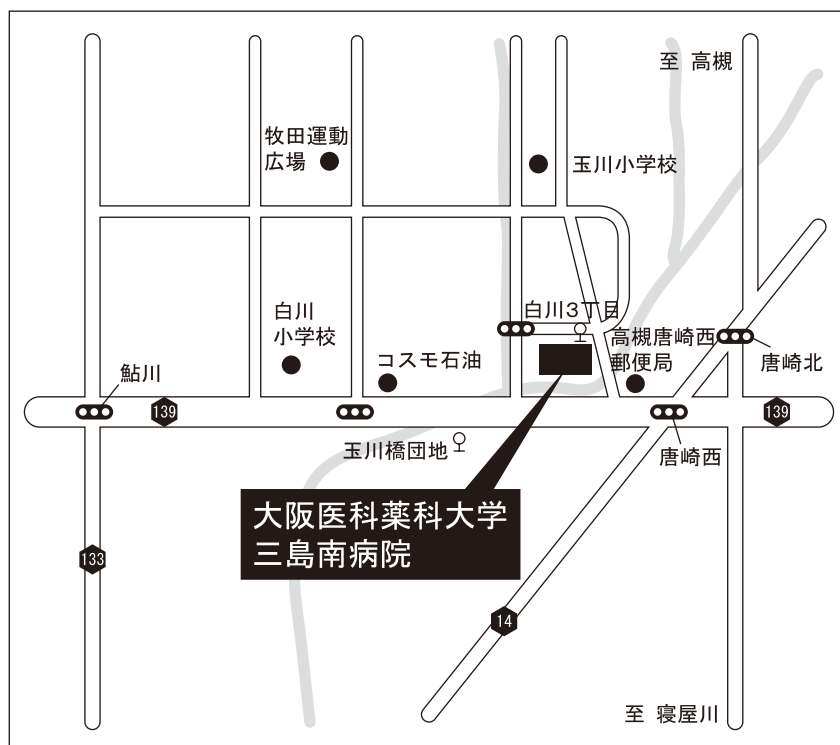 至 高槻
牧田運動
広場
玉川小学校
白川3丁目
白川
小学校
高槻唐崎西
郵便局
唐崎北
コスモ石油
鮎川
139
139
玉川橋団地
唐崎西
大阪医科薬科大学
三島南病院
133
14
至 寝屋川